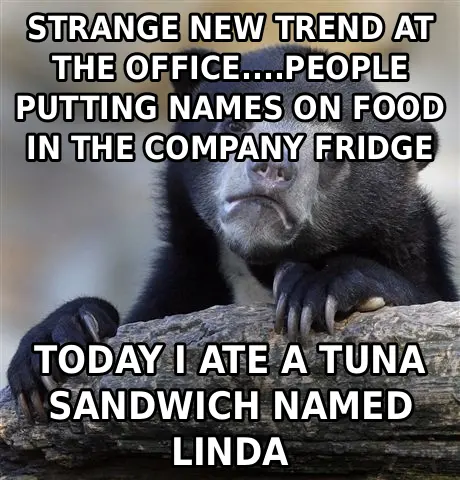 STRANGE NEW TREND AT
THE OFFICE....PEOPLE
PUTTING NAMES ON FOOD
IN THE COMPANY FRIDGE
TODAY I ATE A TUNA
SANDWICH NAMED
LINDA